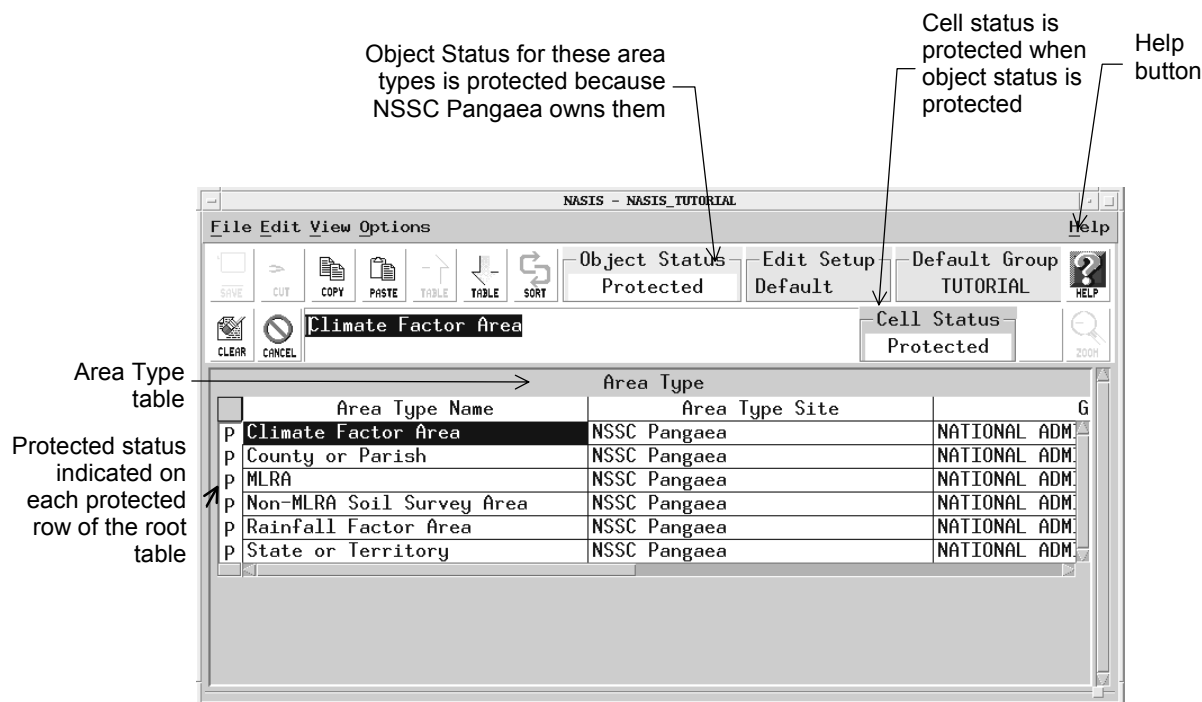 Object Status for these area
types is protected because
NSSC Pangaea owns them
Cell status is
protected when
object status is
protected
Help
button
NASIS - NASIS_TUTORIAL
File Edit View Options Help
SAVE CUT COPY PASTE TABLE TABLE SORT
Object Status
Protected
Edit Setup
Default
Default Group
TUTORIAL
HELP
CLEAR CANCEL
Climate Factor Area
Cell Status
Protected
ZOOM
Area Type
table
Area Type
Area Type Name Area Type Site G
P Climate Factor Area NSSC Pangaea NATIONAL ADM
P County or Parish NSSC Pangaea NATIONAL ADM
P MLRA NSSC Pangaea NATIONAL ADM
P Non-MLRA Soil Survey Area NSSC Pangaea NATIONAL ADM
P Rainfall Factor Area NSSC Pangaea NATIONAL ADM
P State or Territory NSSC Pangaea NATIONAL ADM
Protected status
indicated on
each protected
row of the root
table